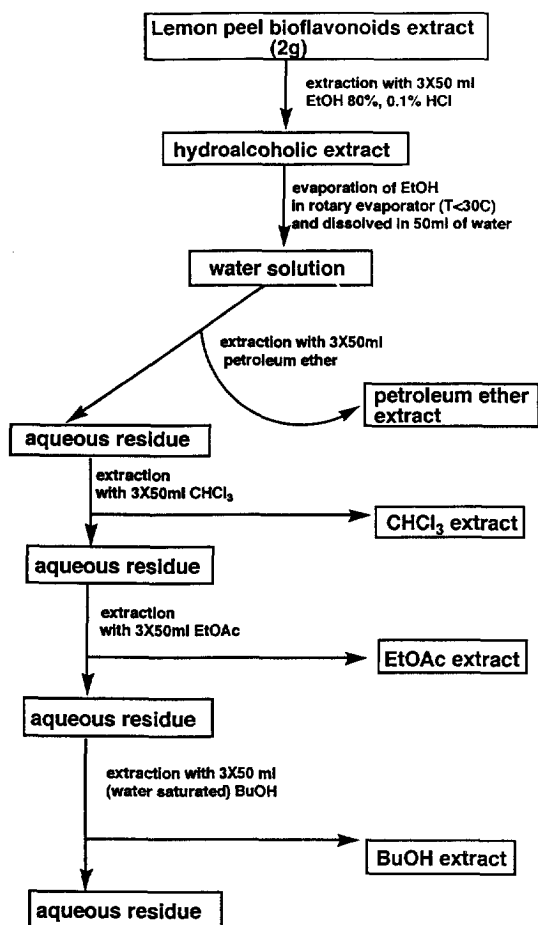 Lemon peel bioflavonoids extract
(2g)
extraction with 3X50 ml
EtOH 80%, 0.1% HCl
hydroalcoholic extract
evaporation of EtOH
in rotary evaporator (T<30C)
and dissolved in 50ml of water
water solution
extraction with 3X50ml
petroleum ether
petroleum ether
extract
aqueous residue
extraction
with 3X50ml CHCl₃
CHCl₃ extract
aqueous residue
extraction
with 3X50ml EtOAc
EtOAc extract
aqueous residue
extraction with 3X50 ml
(water saturated) BuOH
BuOH extract
aqueous residue